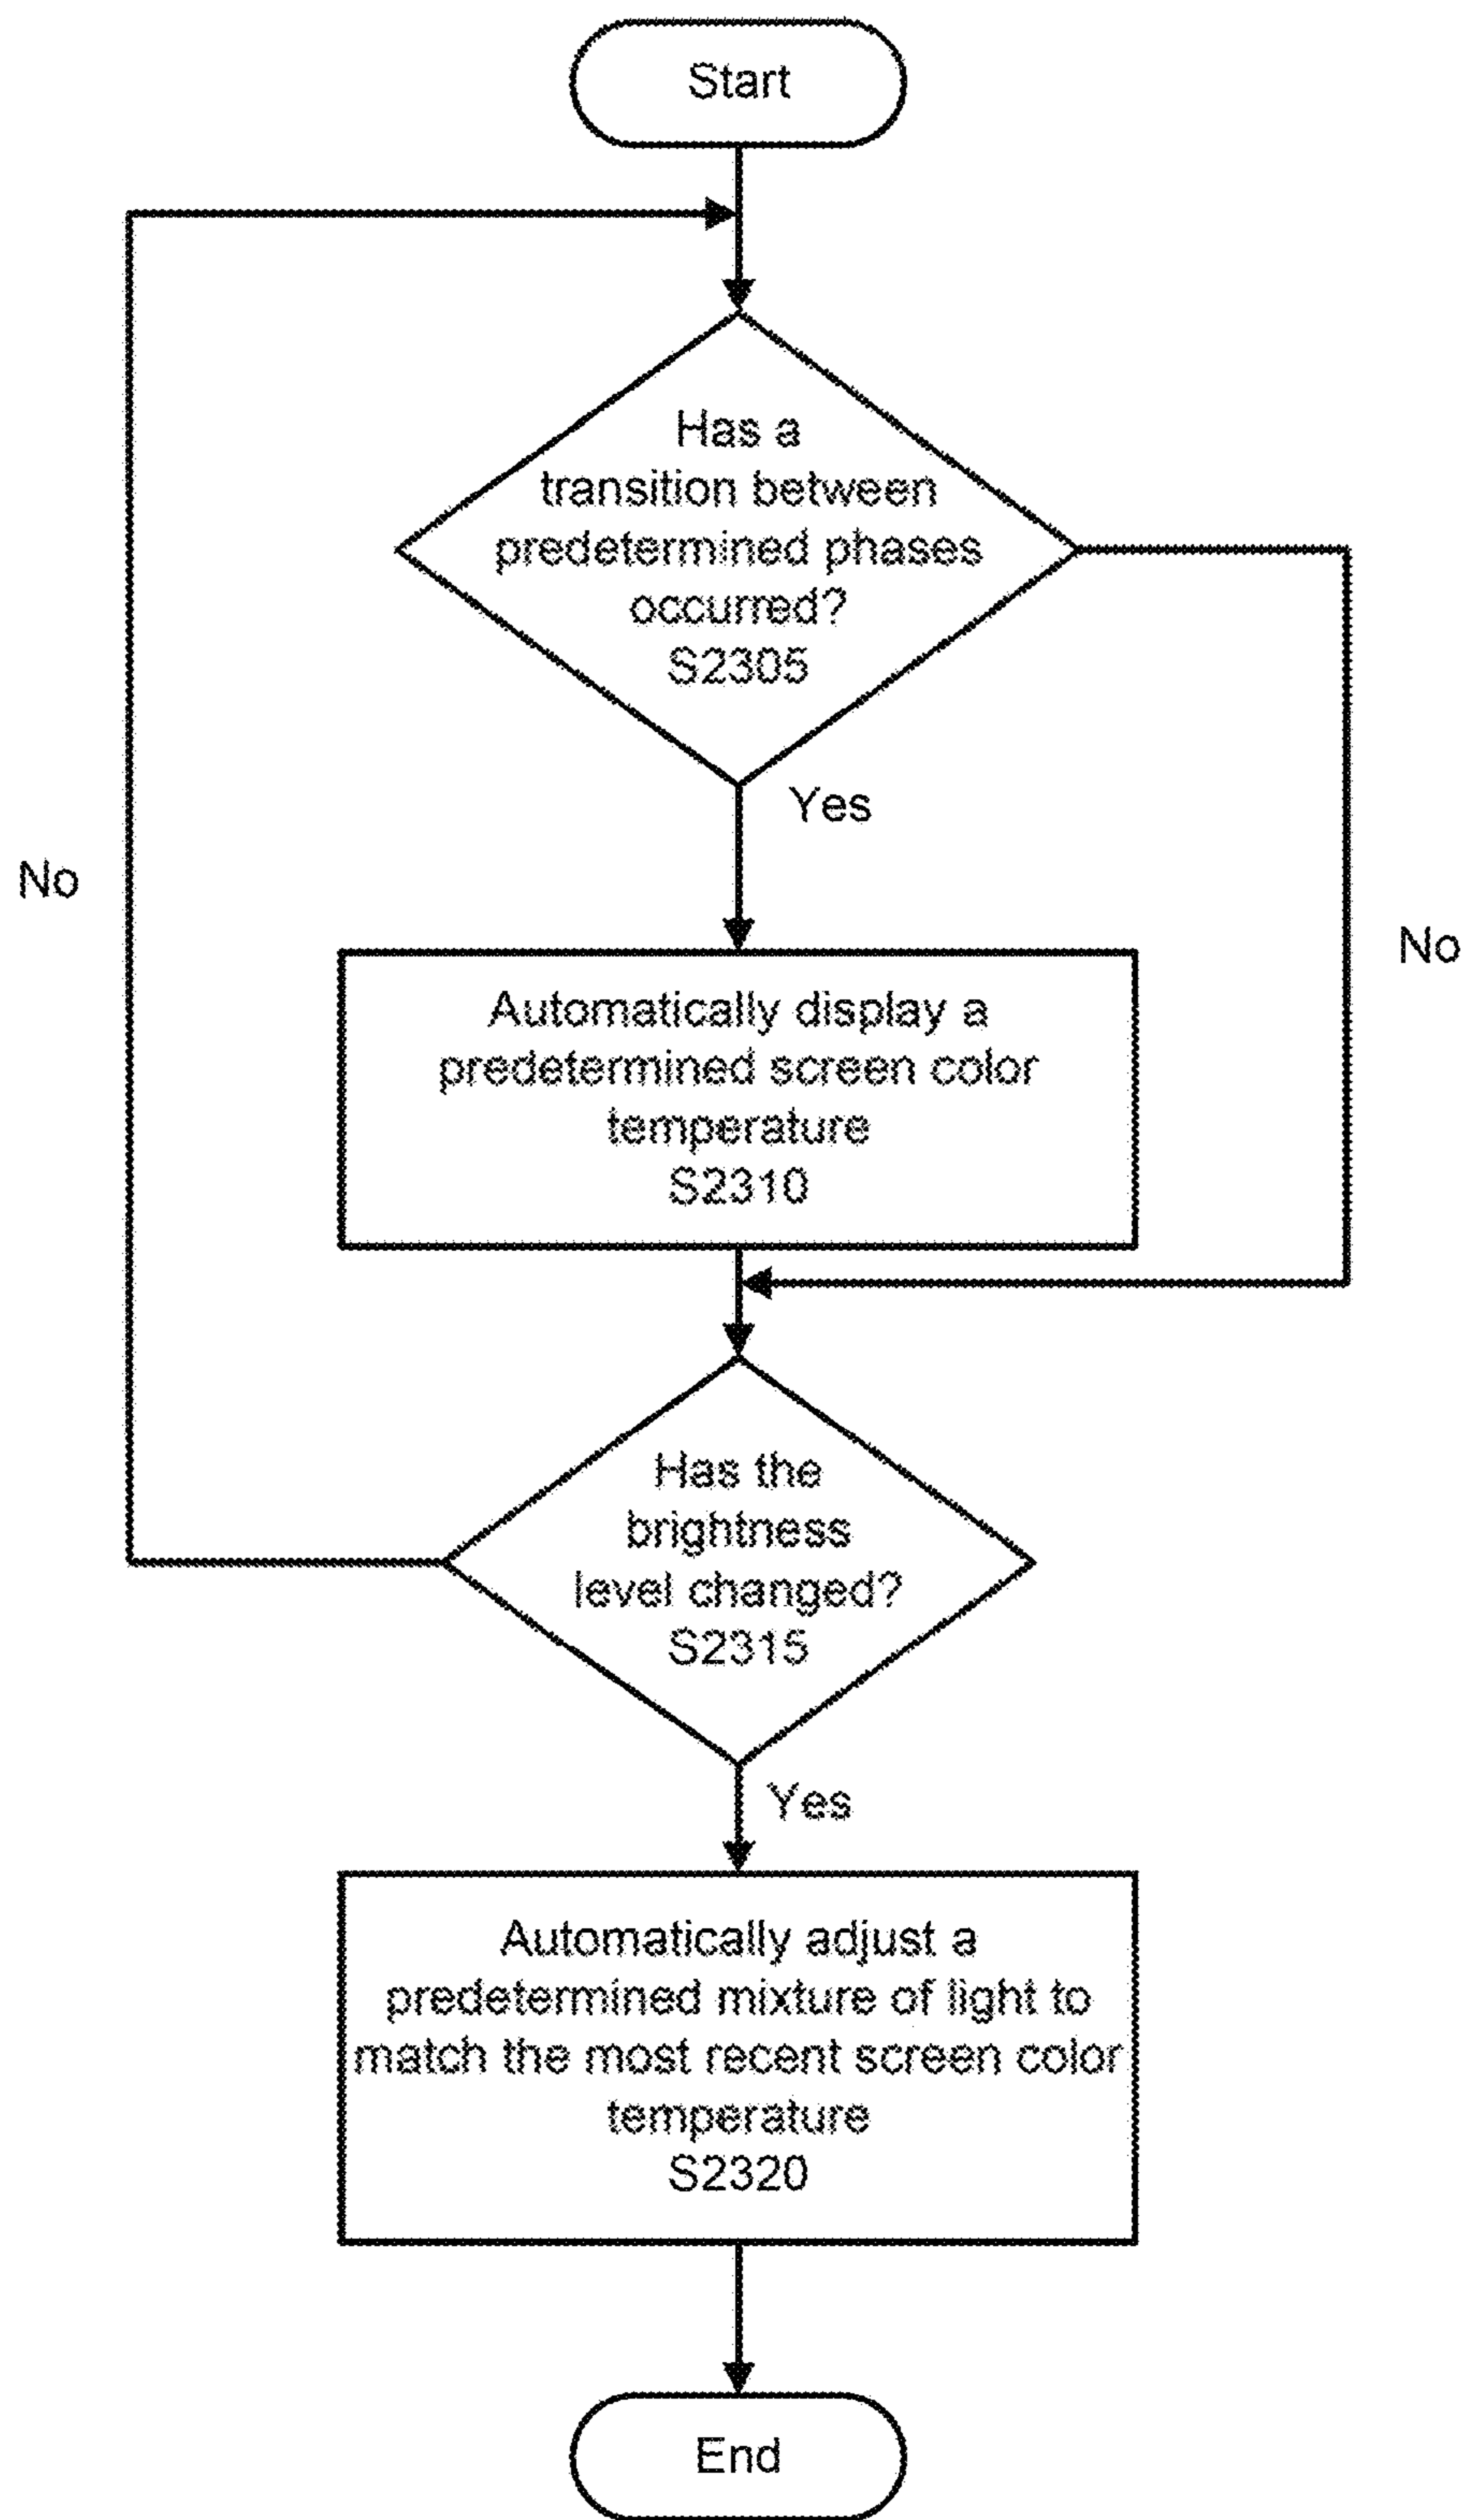 Start
Has a
transition between
predetermined phases
occurred?
S2305
Yes
No
No
Automatically display a
predetermined screen color
temperature
S2310
Has the
brightness
level changed?
S2315
Yes
Automatically adjust a
predetermined mixture of light to
match the most recent screen color
temperature
S2320
End